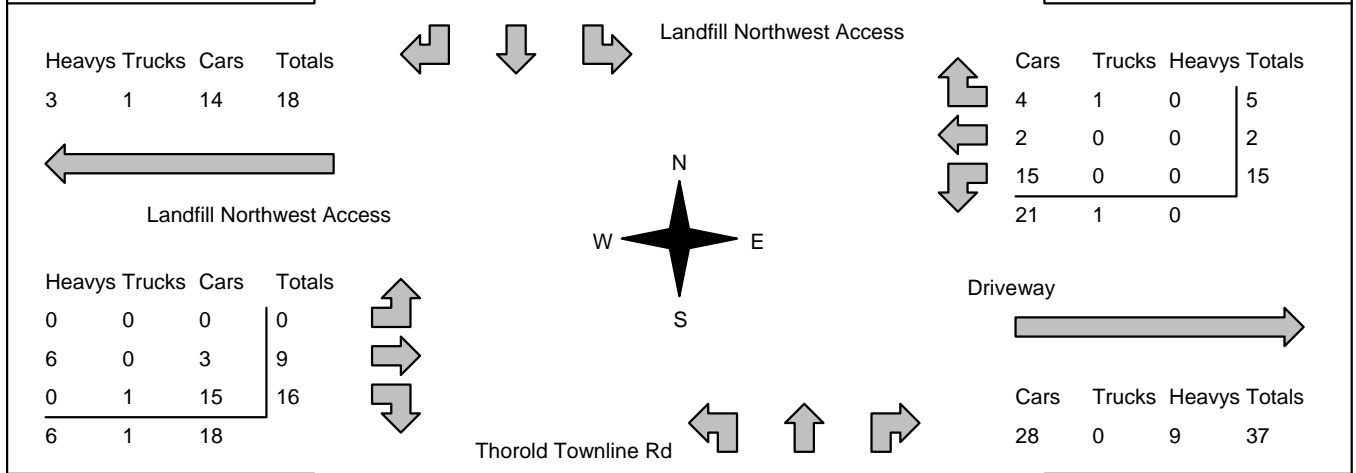 Landfill Northwest Access
Heavys Trucks Cars Totals
3 1 14 18
Cars Trucks Heavys Totals
4 1 0 5
2 0 0 2
15 0 0 15
21 1 0
Landfill Northwest Access
N
W E
S
Heavys Trucks Cars Totals
0 0 0 0
6 0 3 9
0 1 15 16
6 1 18
Driveway
Cars Trucks Heavys Totals
28 0 9 37
Thorold Townline Rd